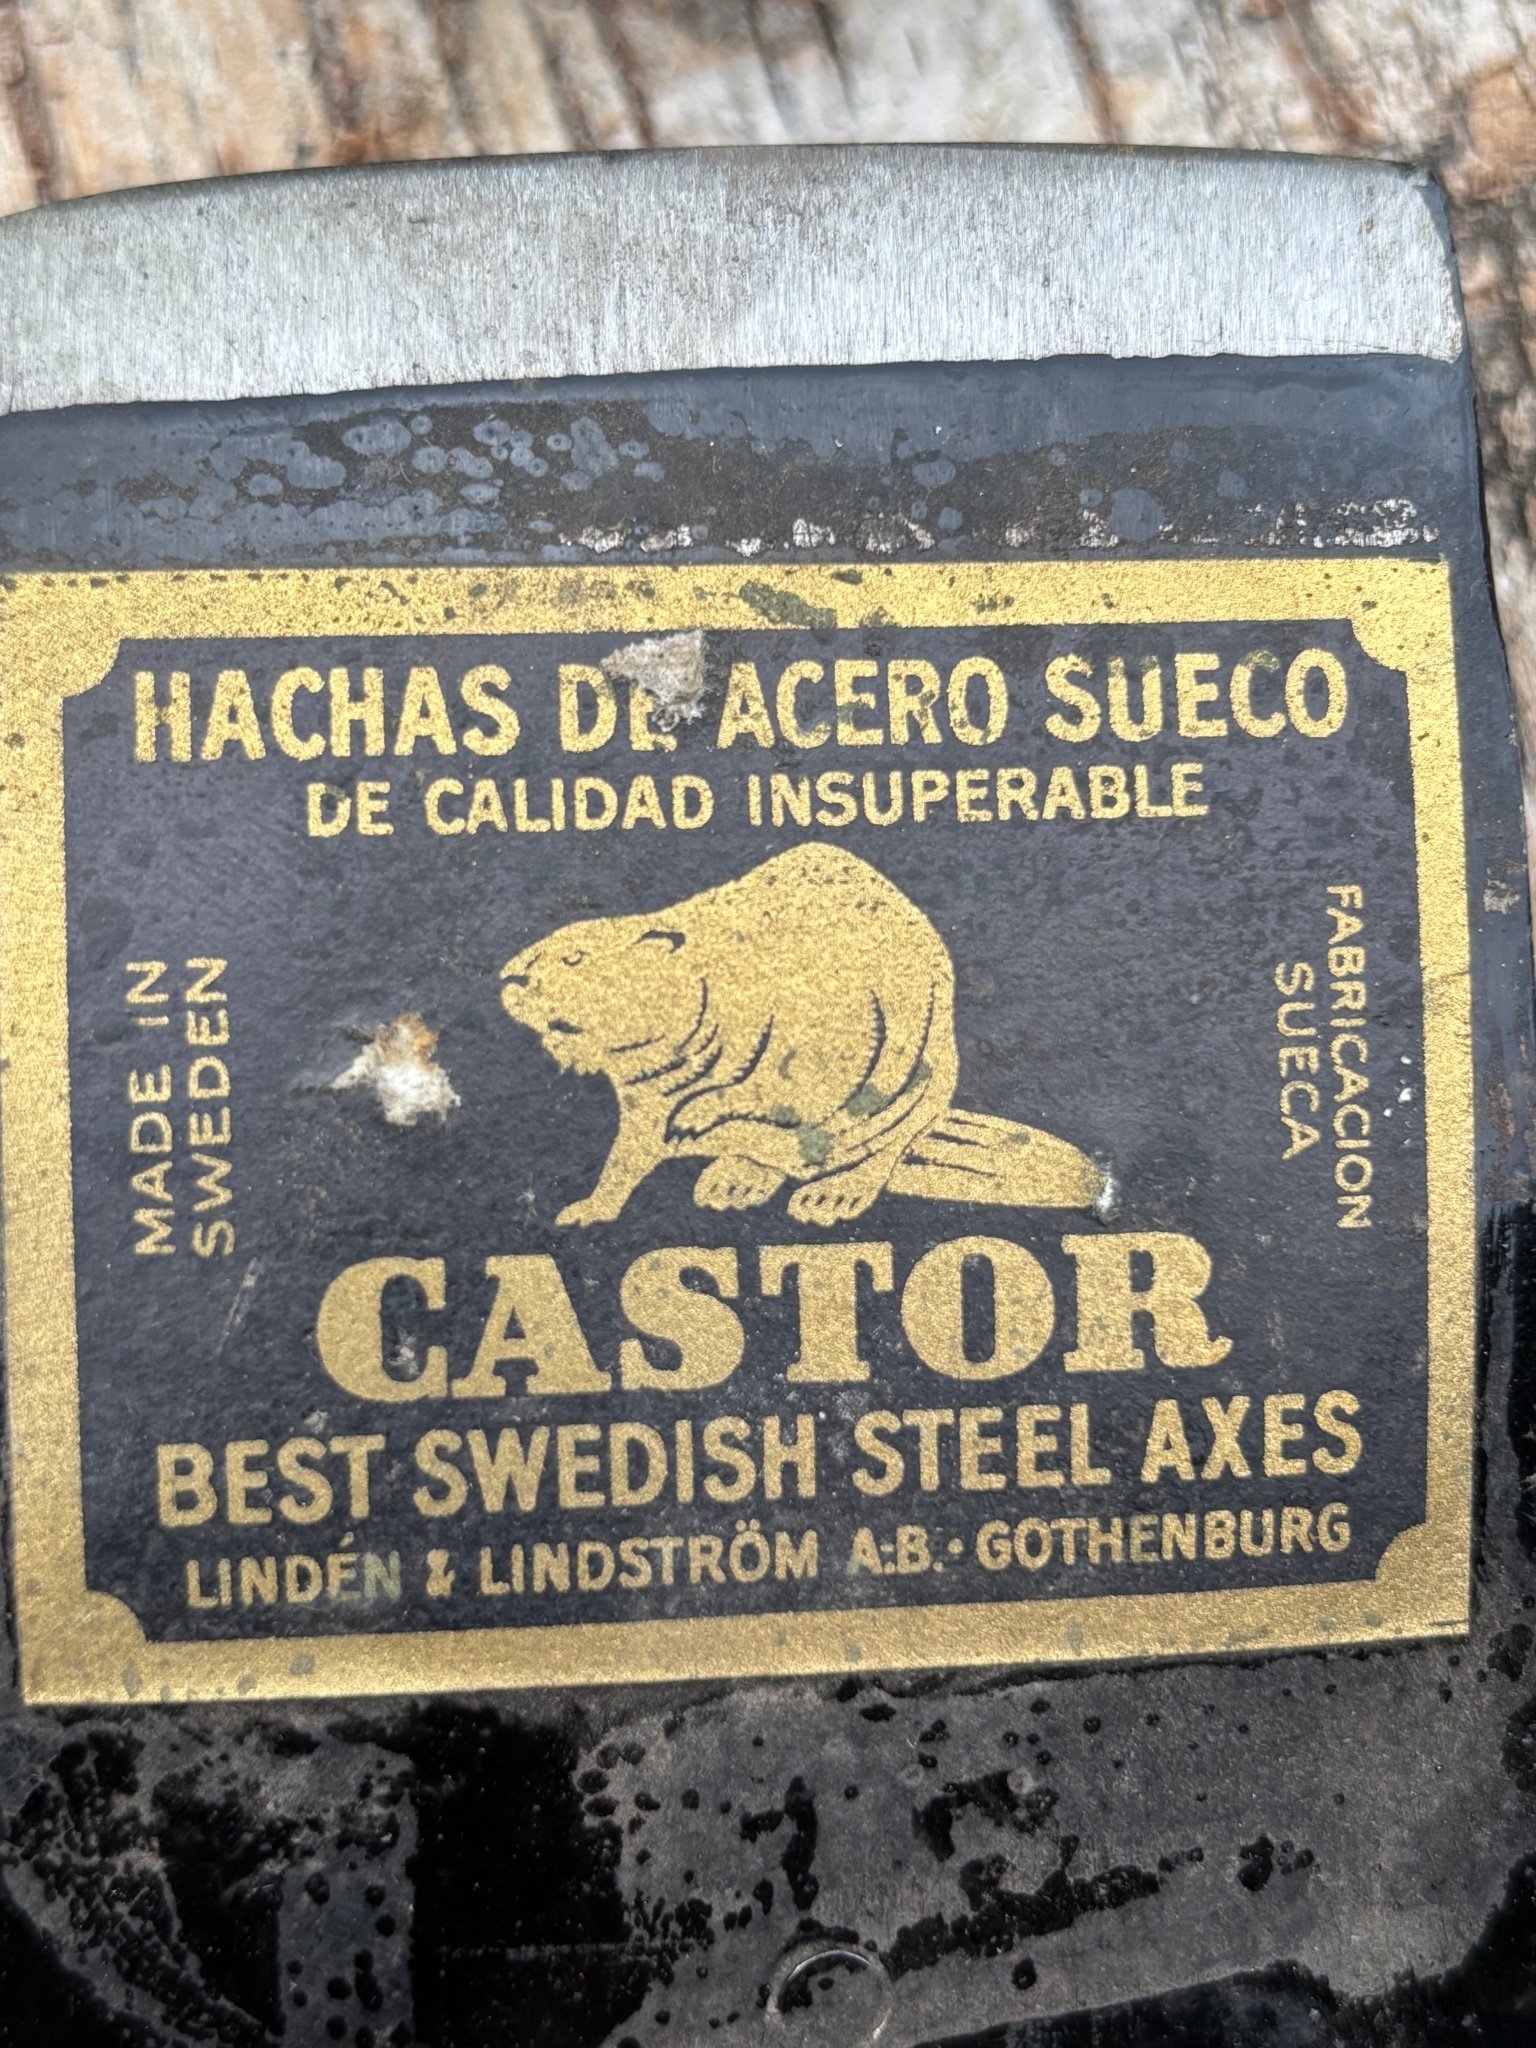 HACHAS DE ACERO SUECO
DE CALIDAD INSUPERABLE
MADE IN
SWEDEN
FABRICACION
SUECA
CASTOR
BEST SWEDISH STEEL AXES
LINDÉN & LINDSTRÖM A.-B. · GOTHENBURG